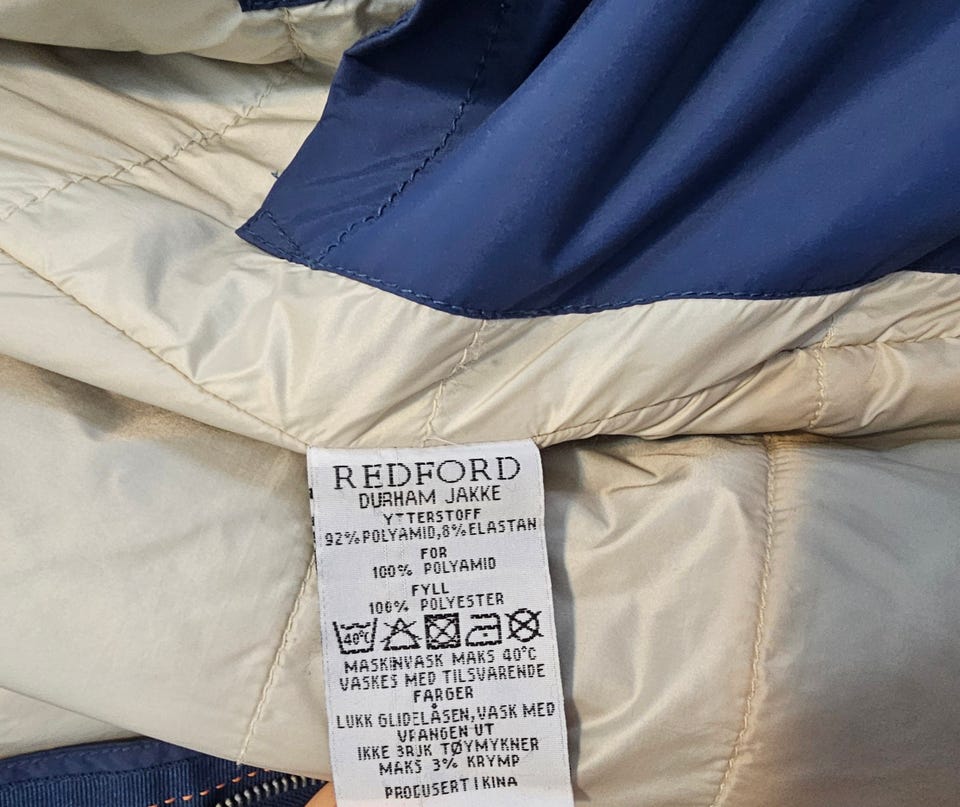 REDFORD
DURHAM JAKKE
YTTERSTOFF
92%POLYAMID,8%ELASTAN
FOR
100% POLYAMID
FYLL
100% POLYESTER
40°C
MASKINVASK MAKS 40°C
VASKES MED TILSVARENDE
FARGER
LUKK GLIDELÅSEN,VASK MED
VRANGEN UT
IKKE BRUK TØYMYKNER
MAKS 3% KRYMP
PRODUSERT I KINA